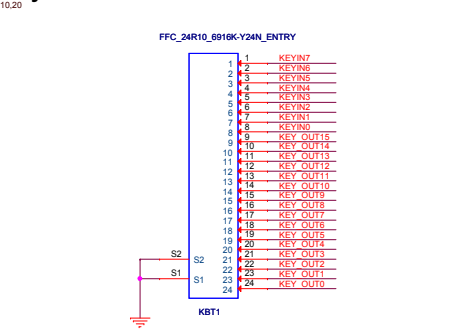 10,20
FFC_24R10_6916K-Y24N_ENTRY
1 1 KEYIN7
2 2 KEYIN6
3 3 KEYIN5
4 4 KEYIN4
5 5 KEYIN3
6 6 KEYIN2
7 7 KEYIN1
8 8 KEYIN0
9 9 KEY_OUT15
10 10 KEY_OUT14
11 11 KEY_OUT13
12 12 KEY_OUT12
13 13 KEY_OUT11
14 14 KEY_OUT10
15 15 KEY_OUT9
16 16 KEY_OUT8
17 17 KEY_OUT7
18 18 KEY_OUT6
19 19 KEY_OUT5
20 20 KEY_OUT4
S2 S2 21 21 KEY_OUT3
22 22 KEY_OUT2
S1 S1 23 23 KEY_OUT1
24 24 KEY_OUT0
KBT1